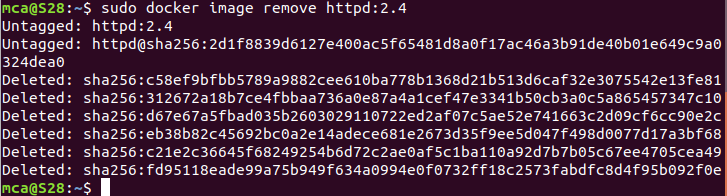 mca@S28:~$ sudo docker image remove httpd:2.4
Untagged: httpd:2.4
Untagged: httpd@sha256:2d1f8839d6127e400ac5f65481d8a0f17ac46a3b91de40b01e649c9a0
324dea0
Deleted: sha256:c58ef9bfbb5789a9882cee610ba778b1368d21b513d6caf32e3075542e13fe81
Deleted: sha256:312672a18b7ce4fbbaa736a0e87a4a1cef47e3341b50cb3a0c5a865457347c10
Deleted: sha256:d67e67a5fbad035b2603029110722ed2af07c5ae52e741663c2d09cf6cc90e2c
Deleted: sha256:eb38b82c45692bc0a2e14adece681e2673d35f9ee5d047f498d0077d17a3bf68
Deleted: sha256:c21e2c36645f68249254b6d72c2ae0af5c1ba110a92d7b7b05c67ee4705cea49
Deleted: sha256:fd95118eade99a75b949f634a0994e0f0732ff18c2573fabdfc8d4f95b092f0e
mca@S28:~$